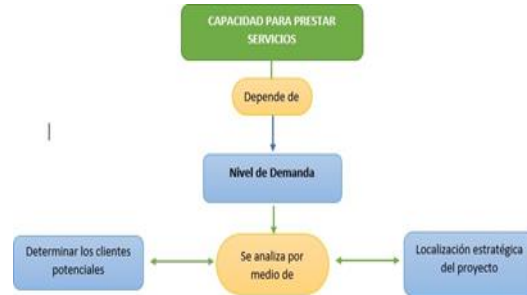 CAPACIDAD PARA PRESTAR
SERVICIOS
Depende de
Nivel de Demanda
Determinar los clientes
potenciales
Se analiza por
medio de
Localización estratégica
del proyecto